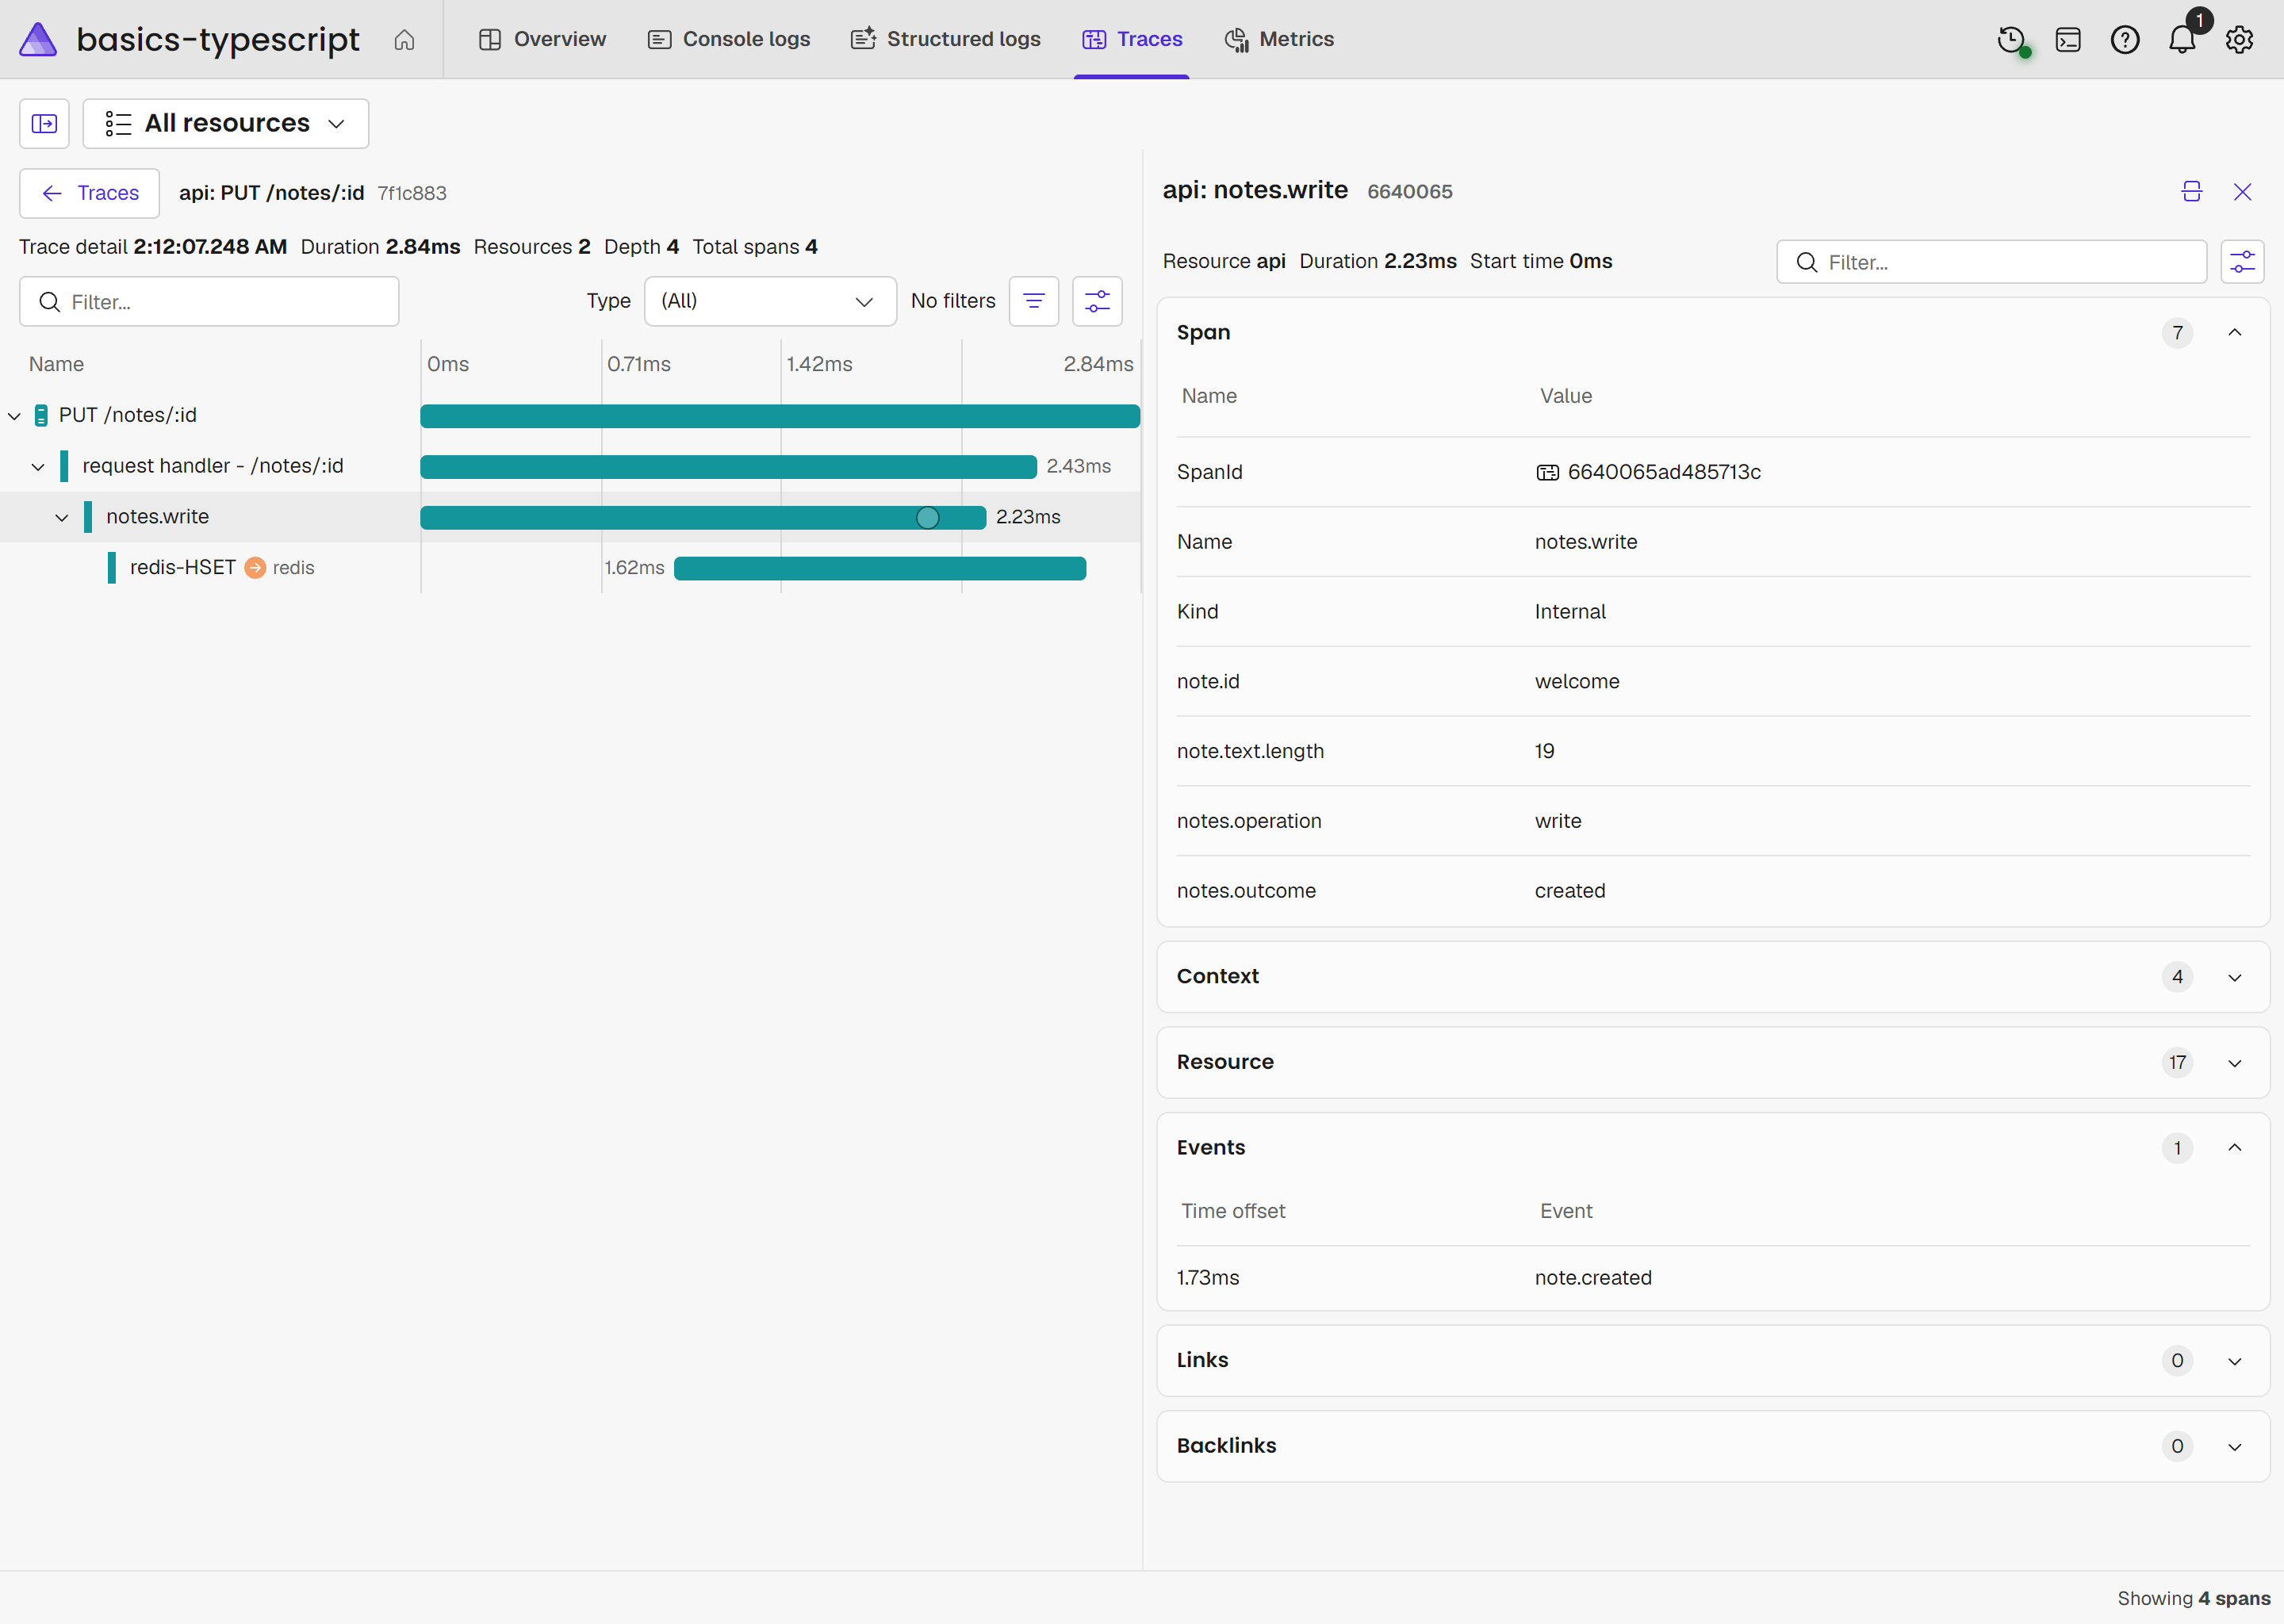 basics-typescript
Overview
Console logs
Structured logs
Traces
Metrics
1
All resources
Traces
api: PUT /notes/:id 7f1c883
Trace detail 2:12:07.248 AM Duration 2.84ms Resources 2 Depth 4 Total spans 4
Filter...
Type
(All)
No filters
Name
0ms
0.71ms
1.42ms
2.84ms
PUT /notes/:id
request handler - /notes/:id
2.43ms
notes.write
2.23ms
redis-HSET redis
1.62ms
api: notes.write 6640065
Resource api Duration 2.23ms Start time 0ms
Filter...
Span
7
Name Value
SpanId 6640065ad485713c
Name notes.write
Kind Internal
note.id welcome
note.text.length 19
notes.operation write
notes.outcome created
Context
4
Resource
17
Events
1
Time offset Event
1.73ms note.created
Links
0
Backlinks
0
Showing 4 spans